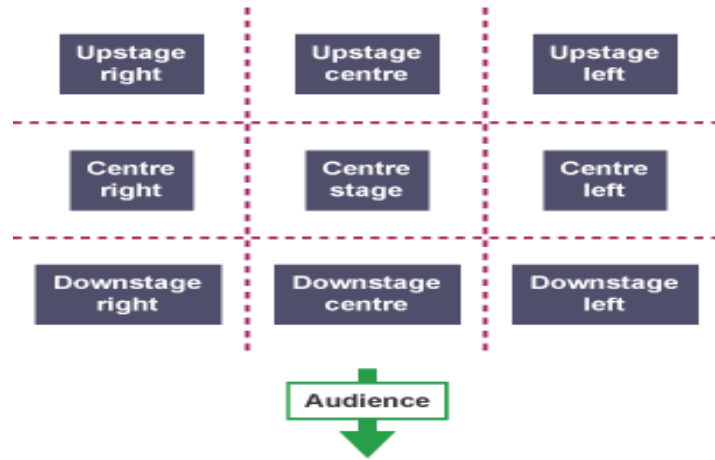 Upstage
right
Upstage
centre
Upstage
left
Centre
right
Centre
stage
Centre
left
Downstage
right
Downstage
centre
Downstage
left
Audience